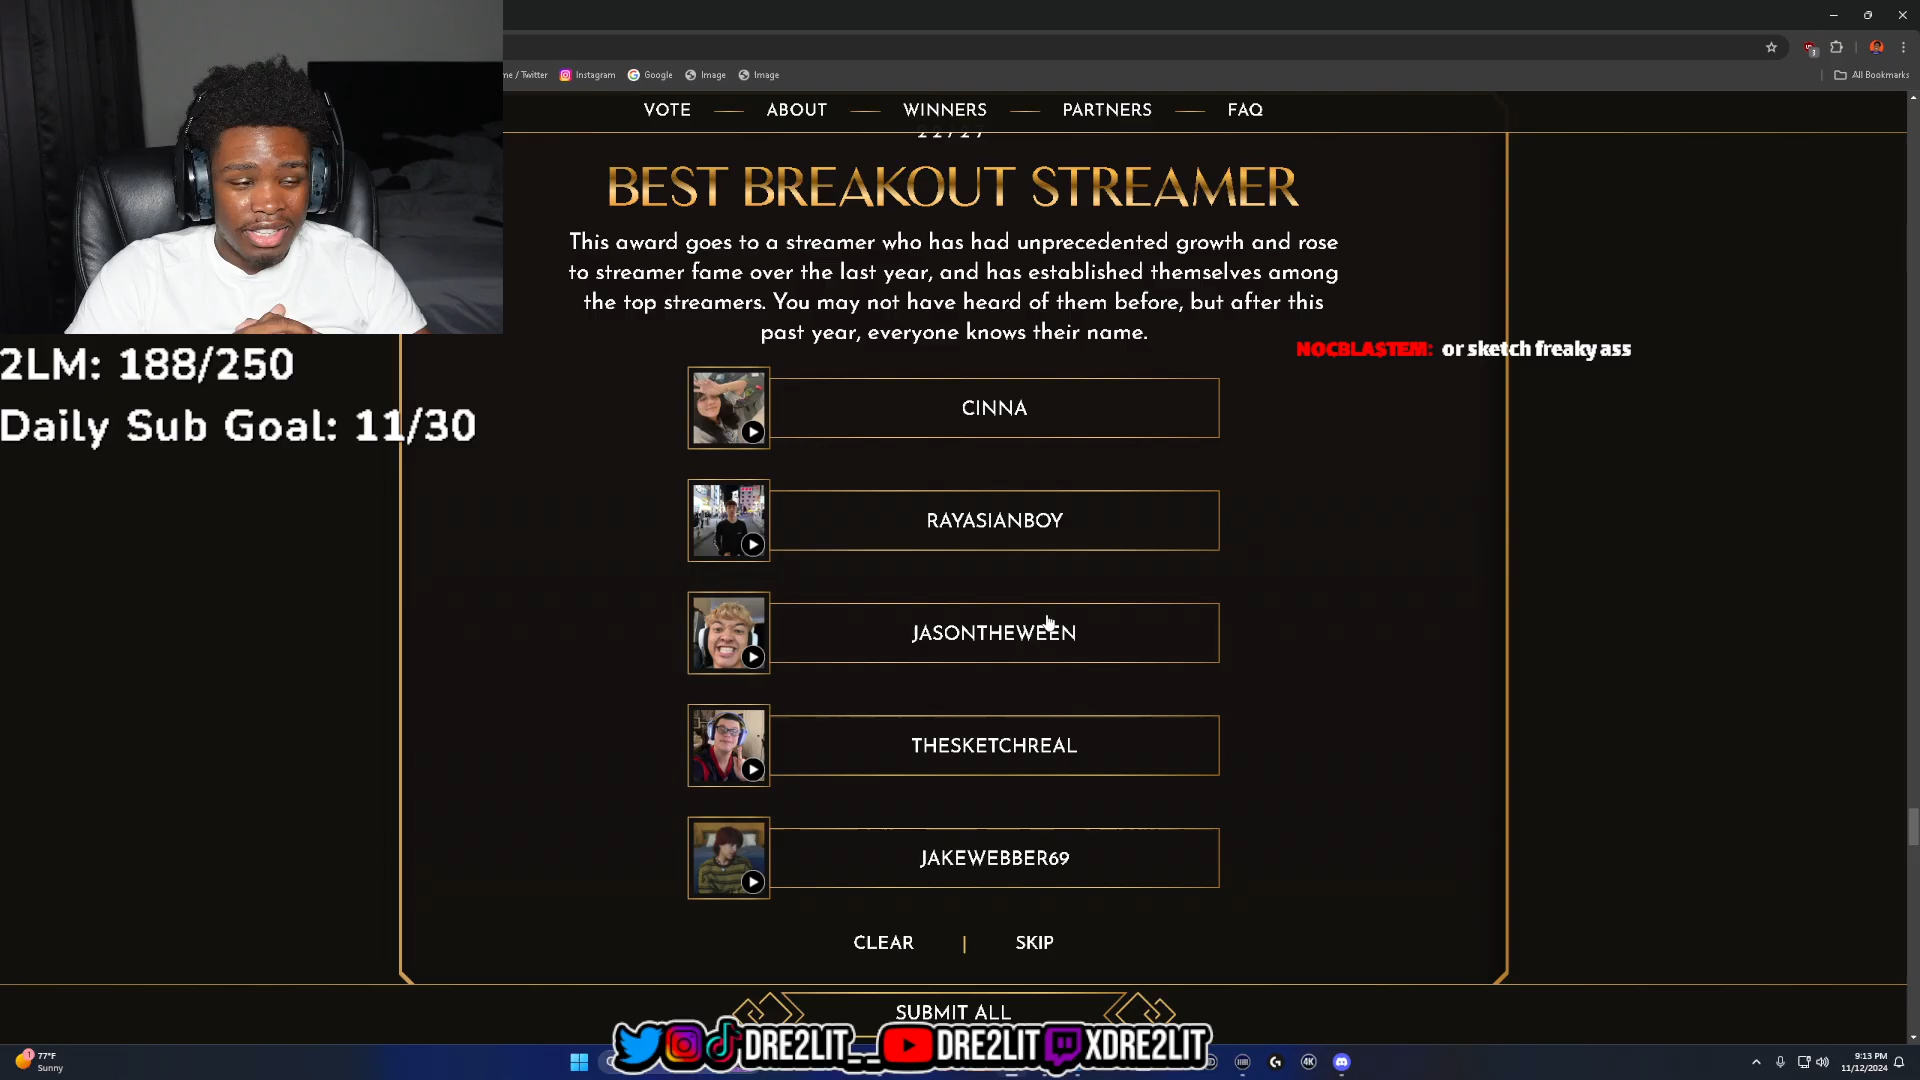 me / Twitter
Instagram
Google
Image
Image
All Bookmarks
VOTE
ABOUT
WINNERS
PARTNERS
FAQ
BEST BREAKOUT STREAMER
This award goes to a streamer who has had unprecedented growth and rose
to streamer fame over the last year, and has established themselves among
the top streamers. You may not have heard of them before, but after this
past year, everyone knows their name.
2LM: 188/250
Daily Sub Goal: 11/30
NOCBLASTEM: or sketch freaky ass
CINNA
RAYASIANBOY
JASONTHEWEEN
THESKETCHREAL
JAKEWEBBER69
CLEAR | SKIP
SUBMIT ALL
DRE2LIT__ DRE2LIT XDRE2LIT
1
77°F
Sunny
4K
9:13 PM
11/12/2024